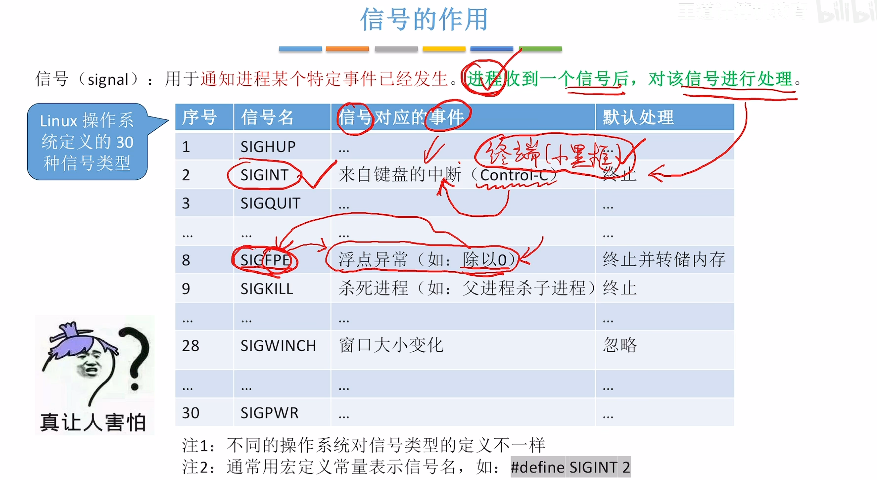 信号的作用
bilibili
信号（signal）：用于通知进程某个特定事件已经发生。进程收到一个信号后，对该信号进行处理。
Linux 操作系
统定义的 30
种信号类型
序号 信号名 信号对应的事件 默认处理
1 SIGHUP ... ...
终端(小黑框)
2 SIGINT 来自键盘的中断（Control-C） 终止
3 SIGQUIT ... ...
... ... ... ...
8 SIGFPE 浮点异常（如：除以0） 终止并转储内存
9 SIGKILL 杀死进程（如：父进程杀子进程） 终止
... ... ... ...
28 SIGWINCH 窗口大小变化 忽略
... ... ... ...
30 SIGPWR ... ...
真让人害怕
注1：不同的操作系统对信号类型的定义不一样
注2：通常用宏定义常量表示信号名，如：#define SIGINT 2